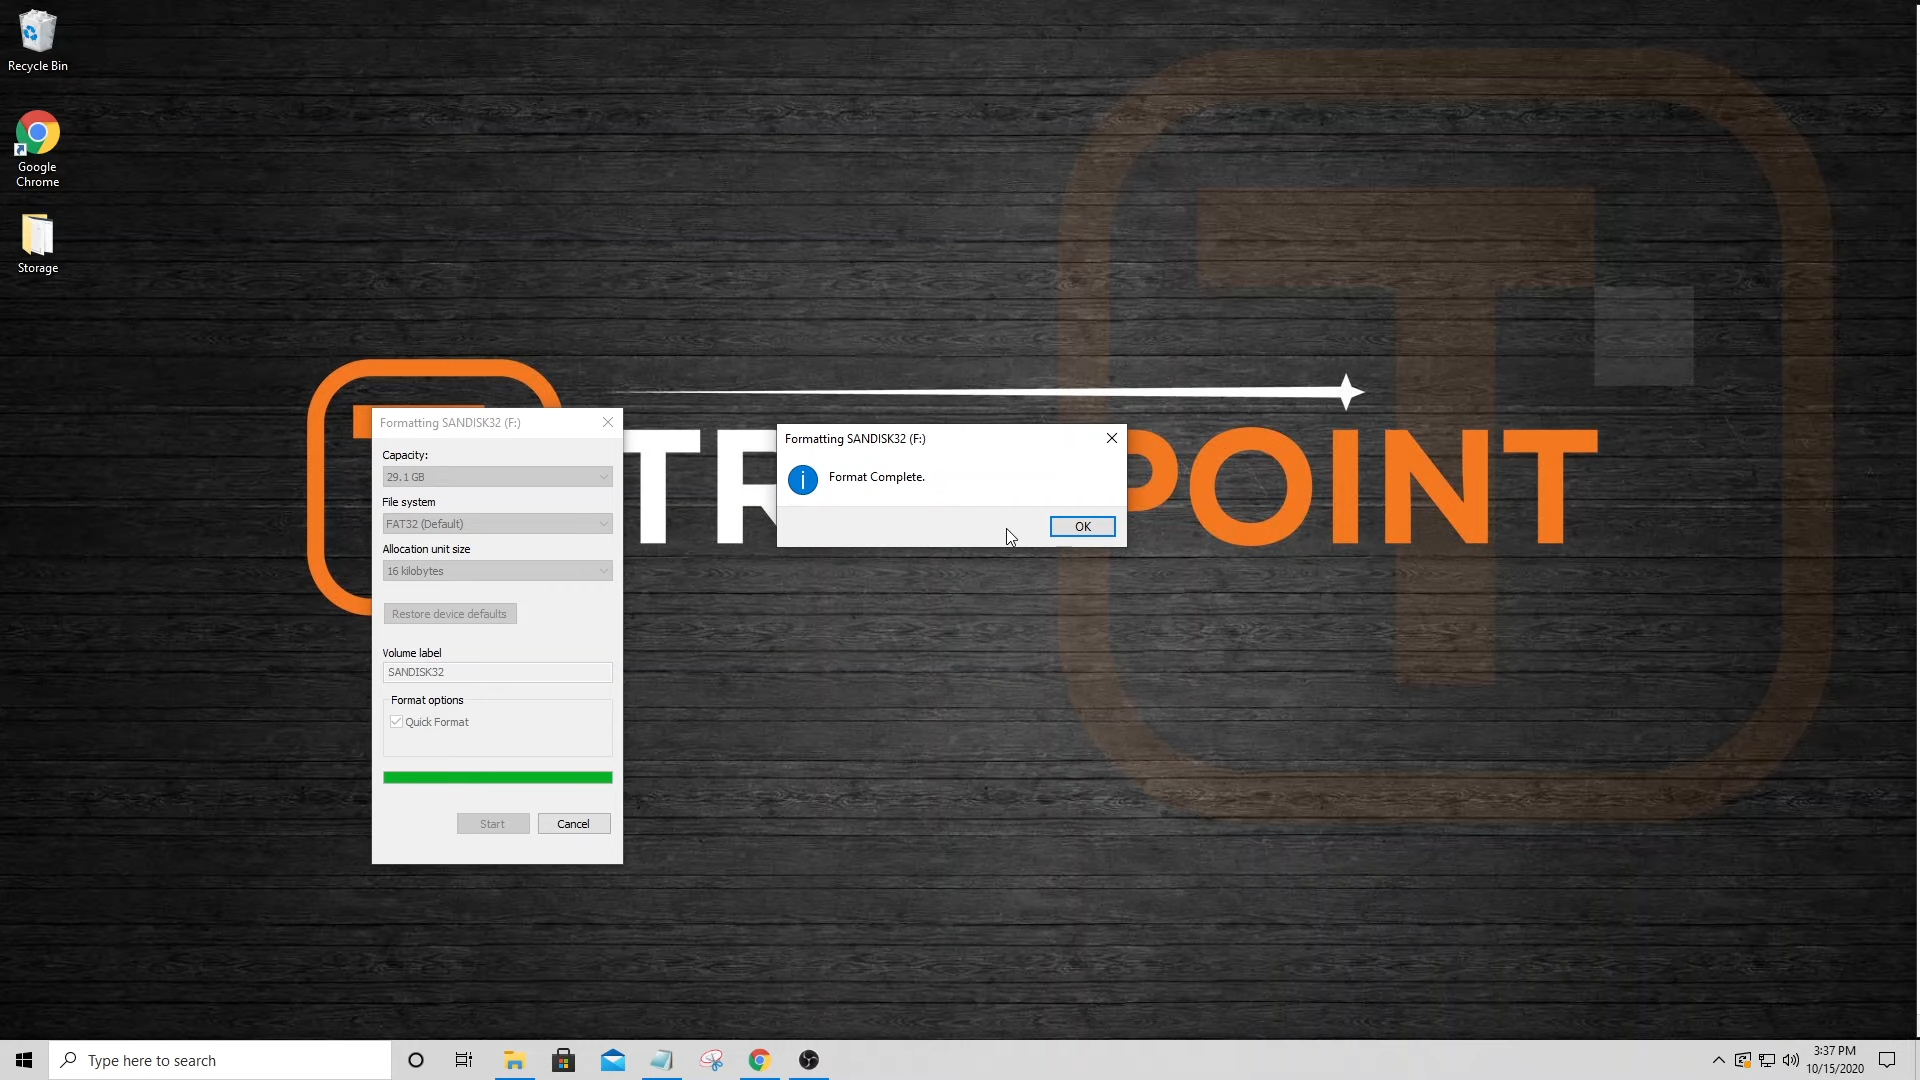 Recycle Bin
Google
Chrome
Storage
TR
POINT
Formatting SANDISK32 (F:)
Capacity:
29.1 GB
File system
FAT32 (Default)
Allocation unit size
16 kilobytes
Restore device defaults
Volume label
SANDISK32
Format options
Quick Format
Start
Cancel
Formatting SANDISK32 (F:)
Format Complete.
OK
Type here to search
3:37 PM
10/15/2020